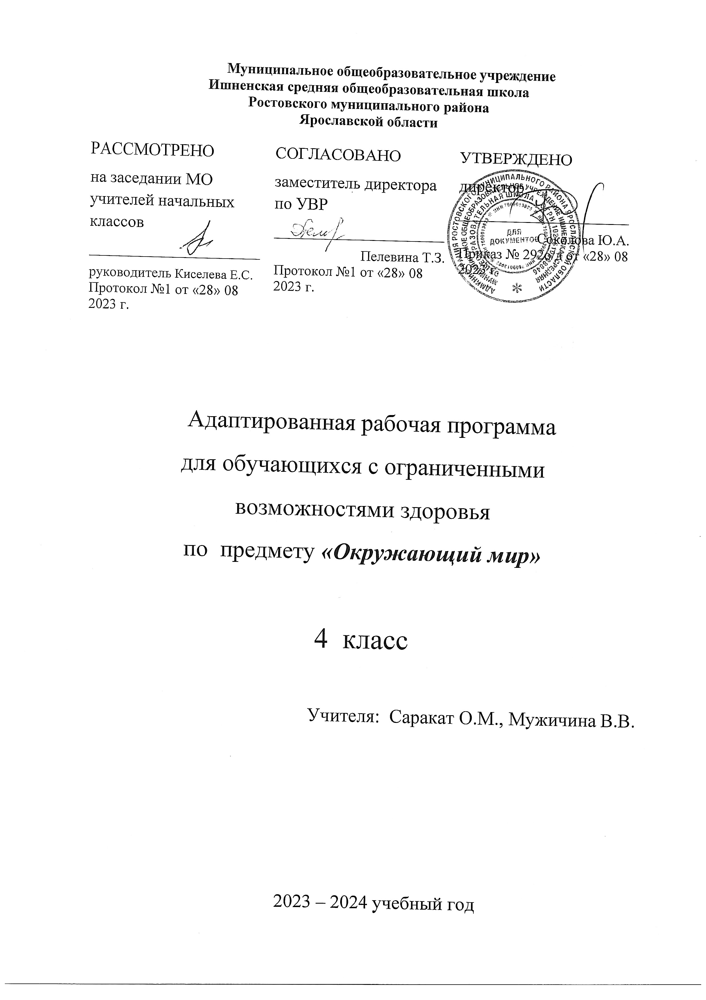 Муниципальное общеобразовательное учреждение
Ишненская средняя общеобразовательная школа
Ростовского муниципального района
Ярославской области
РАССМОТРЕНО
на заседании МО
учителей начальных
классов
руководитель Киселева Е.С.
Протокол №1 от «28» 08
2023 г.
СОГЛАСОВАНО
заместитель директора
по УВР
Пелевина Т.З.
Протокол №1 от «28» 08
2023 г.
УТВЕРЖДЕНО
директор
Соколова Ю.А.
Приказ № 292о/д от «28» 08
2023 г.
ДЛЯ
ДОКУМЕНТОВ
Адаптированная рабочая программа
для обучающихся с ограниченными
возможностями здоровья
по предмету «Окружающий мир»
4 класс
Учителя: Саракат О.М., Мужичина В.В.
2023 – 2024 учебный год